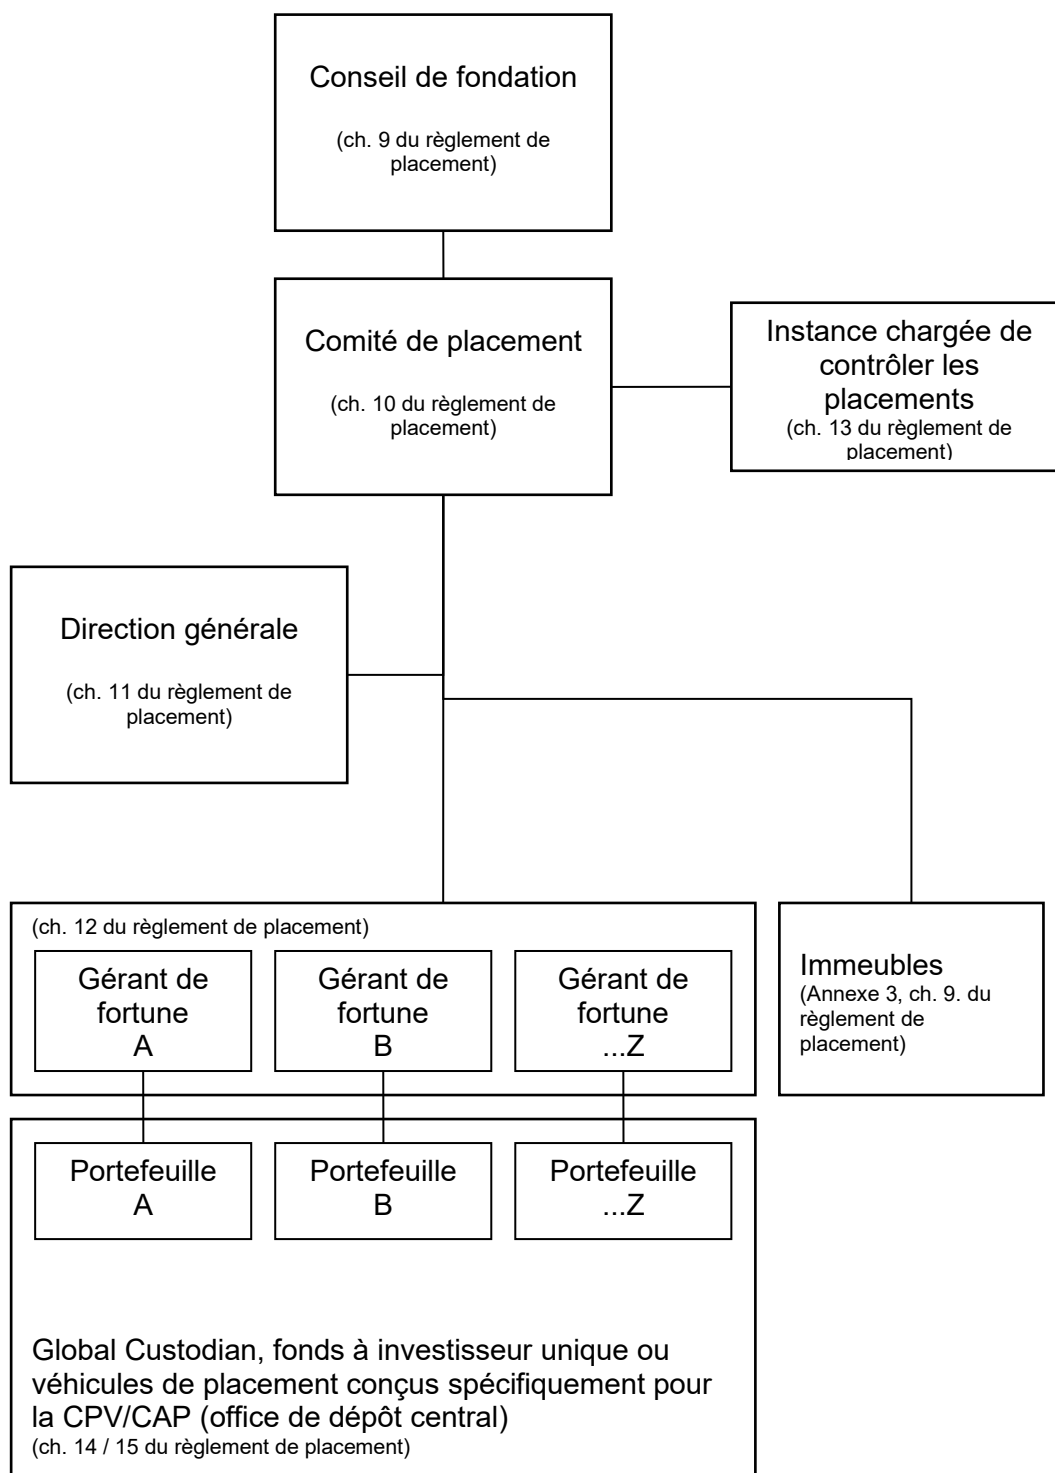 Conseil de fondation
(ch. 9 du règlement de
placement)
Comité de placement
(ch. 10 du règlement de
placement)
Instance chargée de
contrôler les
placements
(ch. 13 du règlement de
placement)
Direction générale
(ch. 11 du règlement de
placement)
(ch. 12 du règlement de placement)
Gérant de
fortune
A
Gérant de
fortune
B
Gérant de
fortune
...Z
Immeubles
(Annexe 3, ch. 9. du
règlement de
placement)
Portefeuille
A
Portefeuille
B
Portefeuille
...Z
Global Custodian, fonds à investisseur unique ou
véhicules de placement conçus spécifiquement pour
la CPV/CAP (office de dépôt central)
(ch. 14 / 15 du règlement de placement)